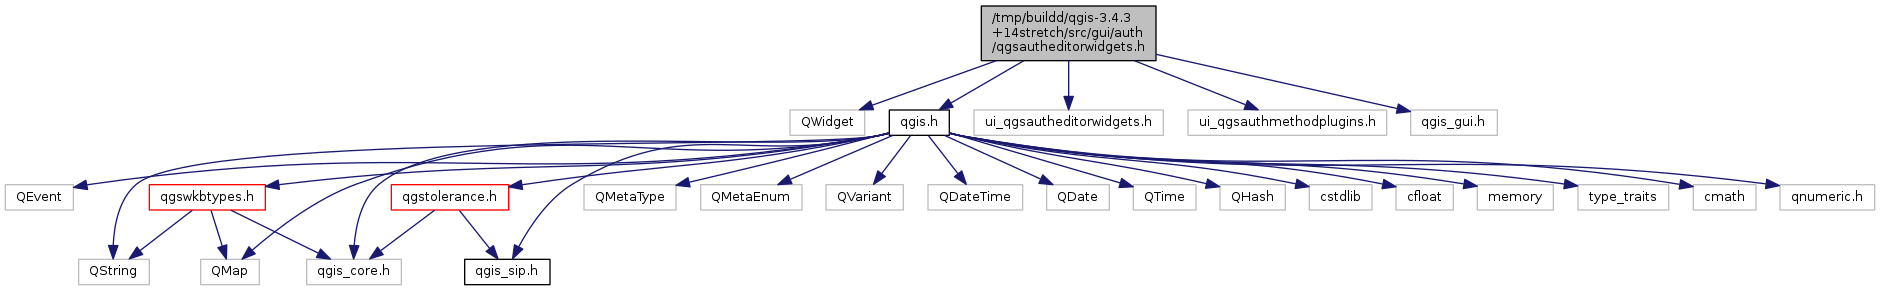 /tmp/buildd/qgis-3.4.3
+14stretch/src/gui/auth
/qgsautheditorwidgets.h
QWidget
qgis.h
ui_qgsautheditorwidgets.h
ui_qgsauthmethodplugins.h
qgis_gui.h
QEvent
qgswkbtypes.h
qgstolerance.h
QMetaType
QMetaEnum
QVariant
QDateTime
QDate
QTime
QHash
cstdlib
cfloat
memory
type_traits
cmath
qnumeric.h
QString
QMap
qgis_core.h
qgis_sip.h